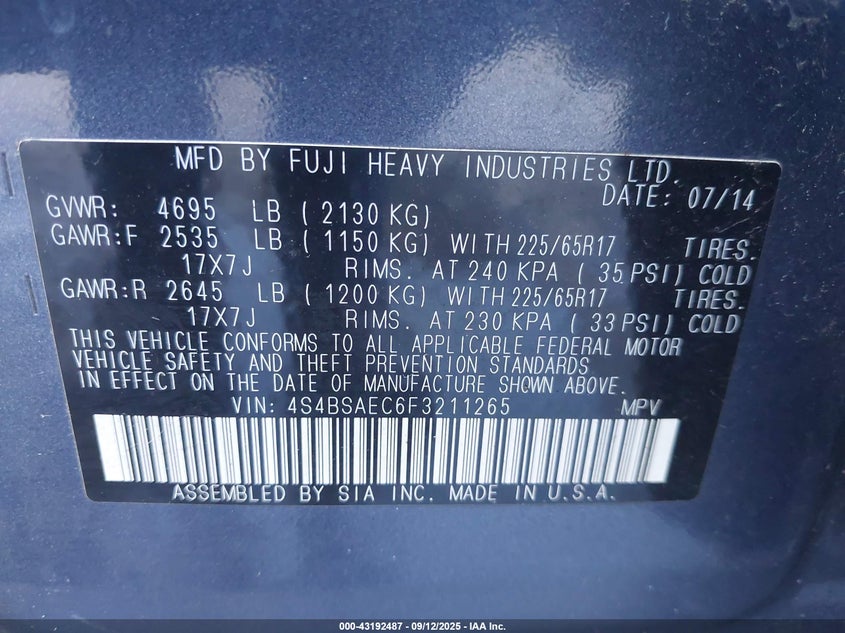 MFD BY FUJI HEAVY INDUSTRIES LTD.
DATE: 07/14
GVWR: 4695 LB ( 2130 KG)
GAWR:F 2535 LB ( 1150 KG) WITH 225/65R17 TIRES.
17X7J RIMS. AT 240 KPA ( 35 PSI) COLD
GAWR:R 2645 LB ( 1200 KG) WITH 225/65R17 TIRES.
17X7J RIMS. AT 230 KPA ( 33 PSI) COLD
THIS VEHICLE CONFORMS TO ALL APPLICABLE FEDERAL MOTOR
VEHICLE SAFETY AND THEFT PREVENTION STANDARDS
IN EFFECT ON THE DATE OF MANUFACTURE SHOWN ABOVE.
VIN: 4S4BSAEC6F3211265 MPV
ASSEMBLED BY SIA INC. MADE IN U.S.A.
000-43192487 - 09/12/2025 - IAA Inc.